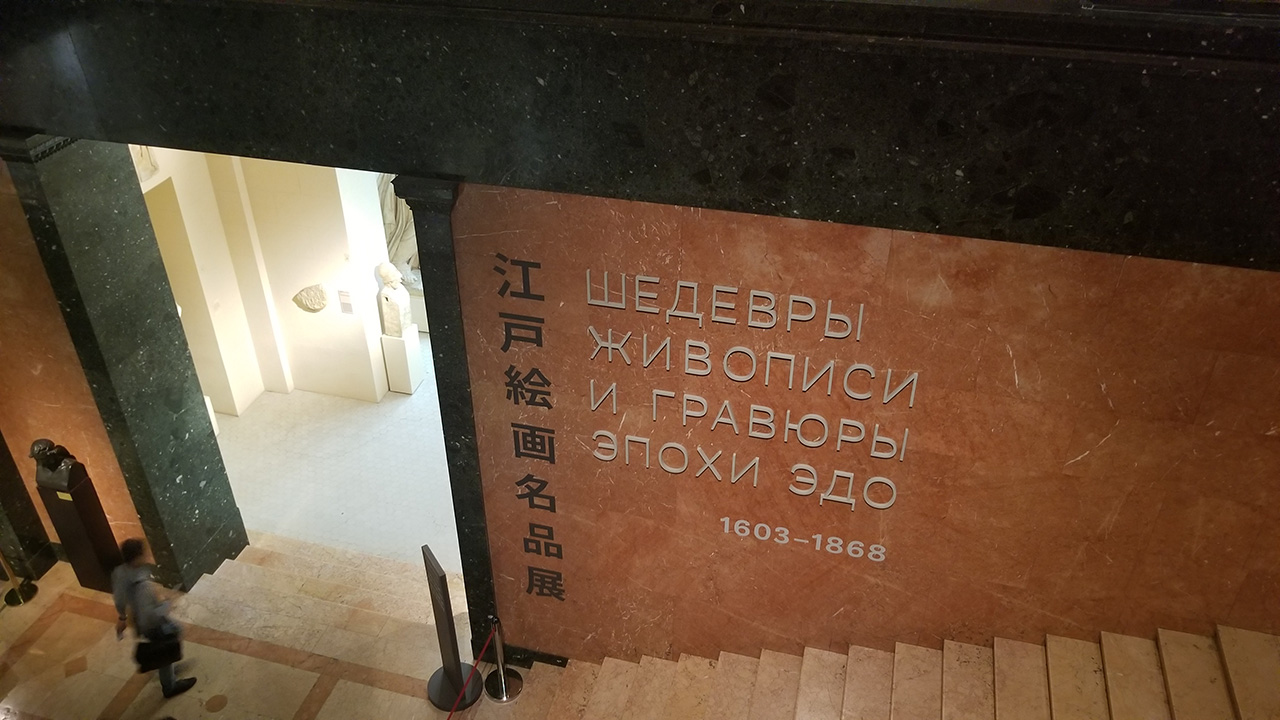 江戸絵画名品展
ШЕДЕВРЫ
ЖИВОПИСИ
И ГРАВЮРЫ
ЭПОХИ ЭДО
1603–1868